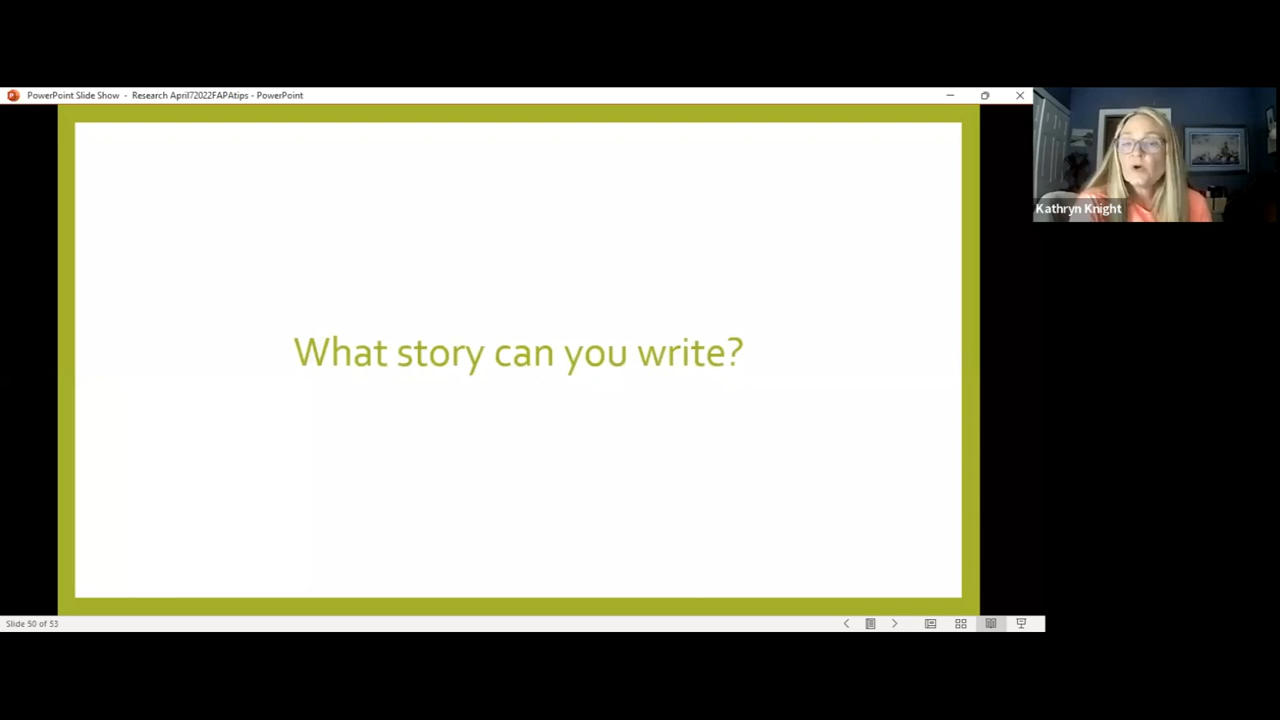 PowerPoint Slide Show - Research April72022FAPAtips - PowerPoint
Kathryn Knight
What story can you write?
Slide 50 of 53